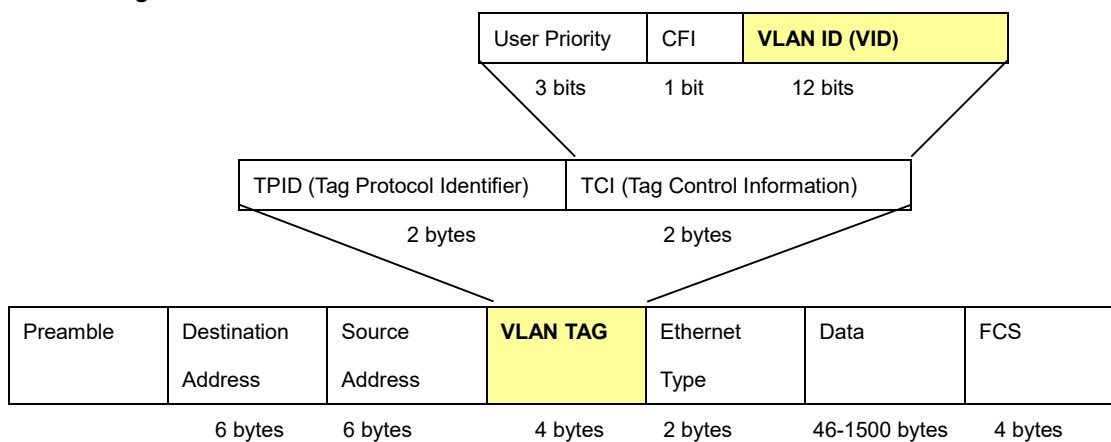 User Priority CFI VLAN ID (VID)
3 bits 1 bit 12 bits
TPID (Tag Protocol Identifier) TCI (Tag Control Information)
2 bytes 2 bytes
Preamble Destination Address Source Address VLAN TAG Ethernet Type Data FCS
6 bytes 6 bytes 4 bytes 2 bytes 46-1500 bytes 4 bytes